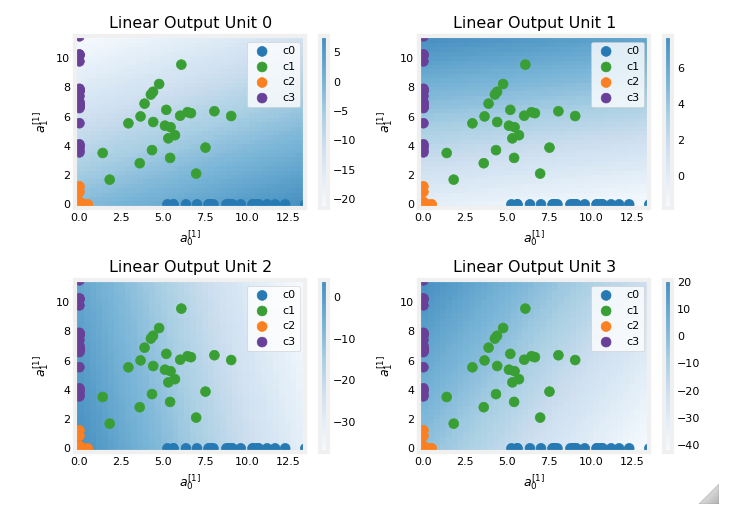 Linear Output Unit 0
10
8
6
4
2
0
0.0 2.5 5.0 7.5 10.0 12.5
a_0^[1]
a_1^[1]
c0
c1
c2
c3
5
0
−5
−10
−15
−20
Linear Output Unit 1
10
8
6
4
2
0
0.0 2.5 5.0 7.5 10.0 12.5
a_0^[1]
a_1^[1]
c0
c1
c2
c3
6
4
2
0
Linear Output Unit 2
10
8
6
4
2
0
0.0 2.5 5.0 7.5 10.0 12.5
a_0^[1]
a_1^[1]
c0
c1
c2
c3
0
−10
−20
−30
Linear Output Unit 3
10
8
6
4
2
0
0.0 2.5 5.0 7.5 10.0 12.5
a_0^[1]
a_1^[1]
c0
c1
c2
c3
20
10
0
−10
−20
−30
−40